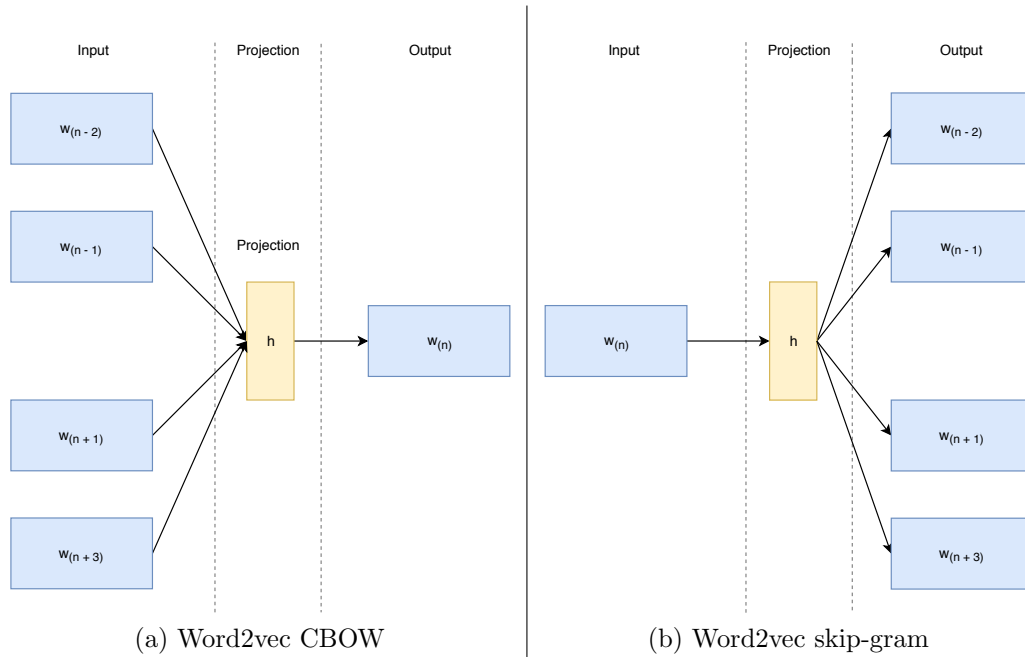 Input
Projection
Output
w(n - 2)
w(n - 1)
Projection
h
w(n)
w(n + 1)
w(n + 3)
(a) Word2vec CBOW
Input
Projection
Output
w(n - 2)
w(n - 1)
w(n)
h
w(n + 1)
w(n + 3)
(b) Word2vec skip-gram